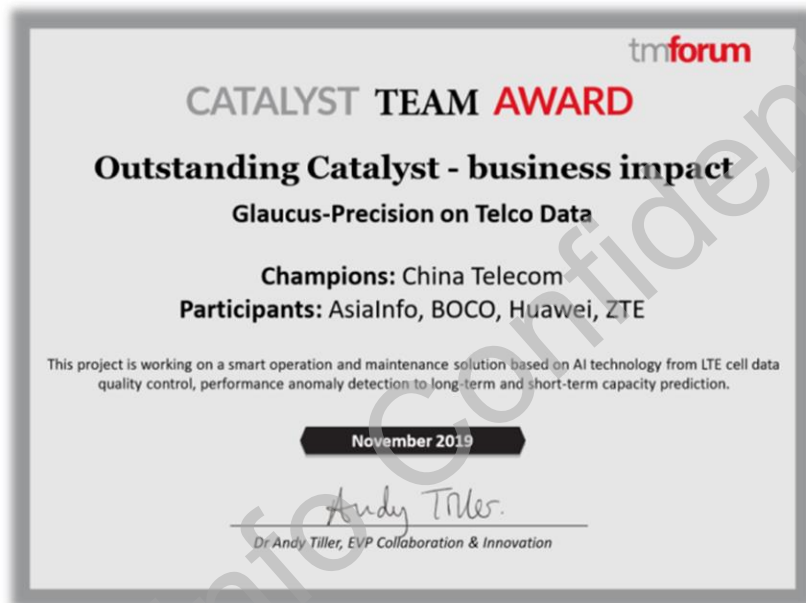 tmforum
CATALYST TEAM AWARD
Outstanding Catalyst - business impact
Glaucus-Precision on Telco Data
Champions: China Telecom
Participants: AsiaInfo, BOCO, Huawei, ZTE
This project is working on a smart operation and maintenance solution based on AI technology from LTE cell data
quality control, performance anomaly detection to long-term and short-term capacity prediction.
November 2019
Andy Tiller.
Dr Andy Tiller, EVP Collaboration & Innovation
nfo Confiden